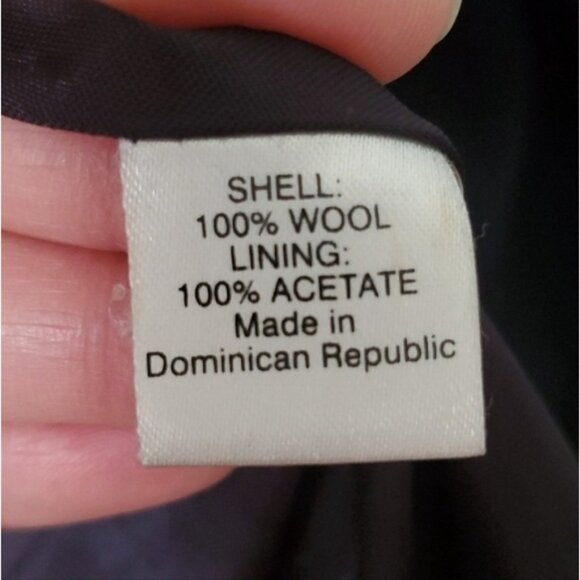 SHELL:
100% WOOL
LINING:
100% ACETATE
Made in
Dominican Republic